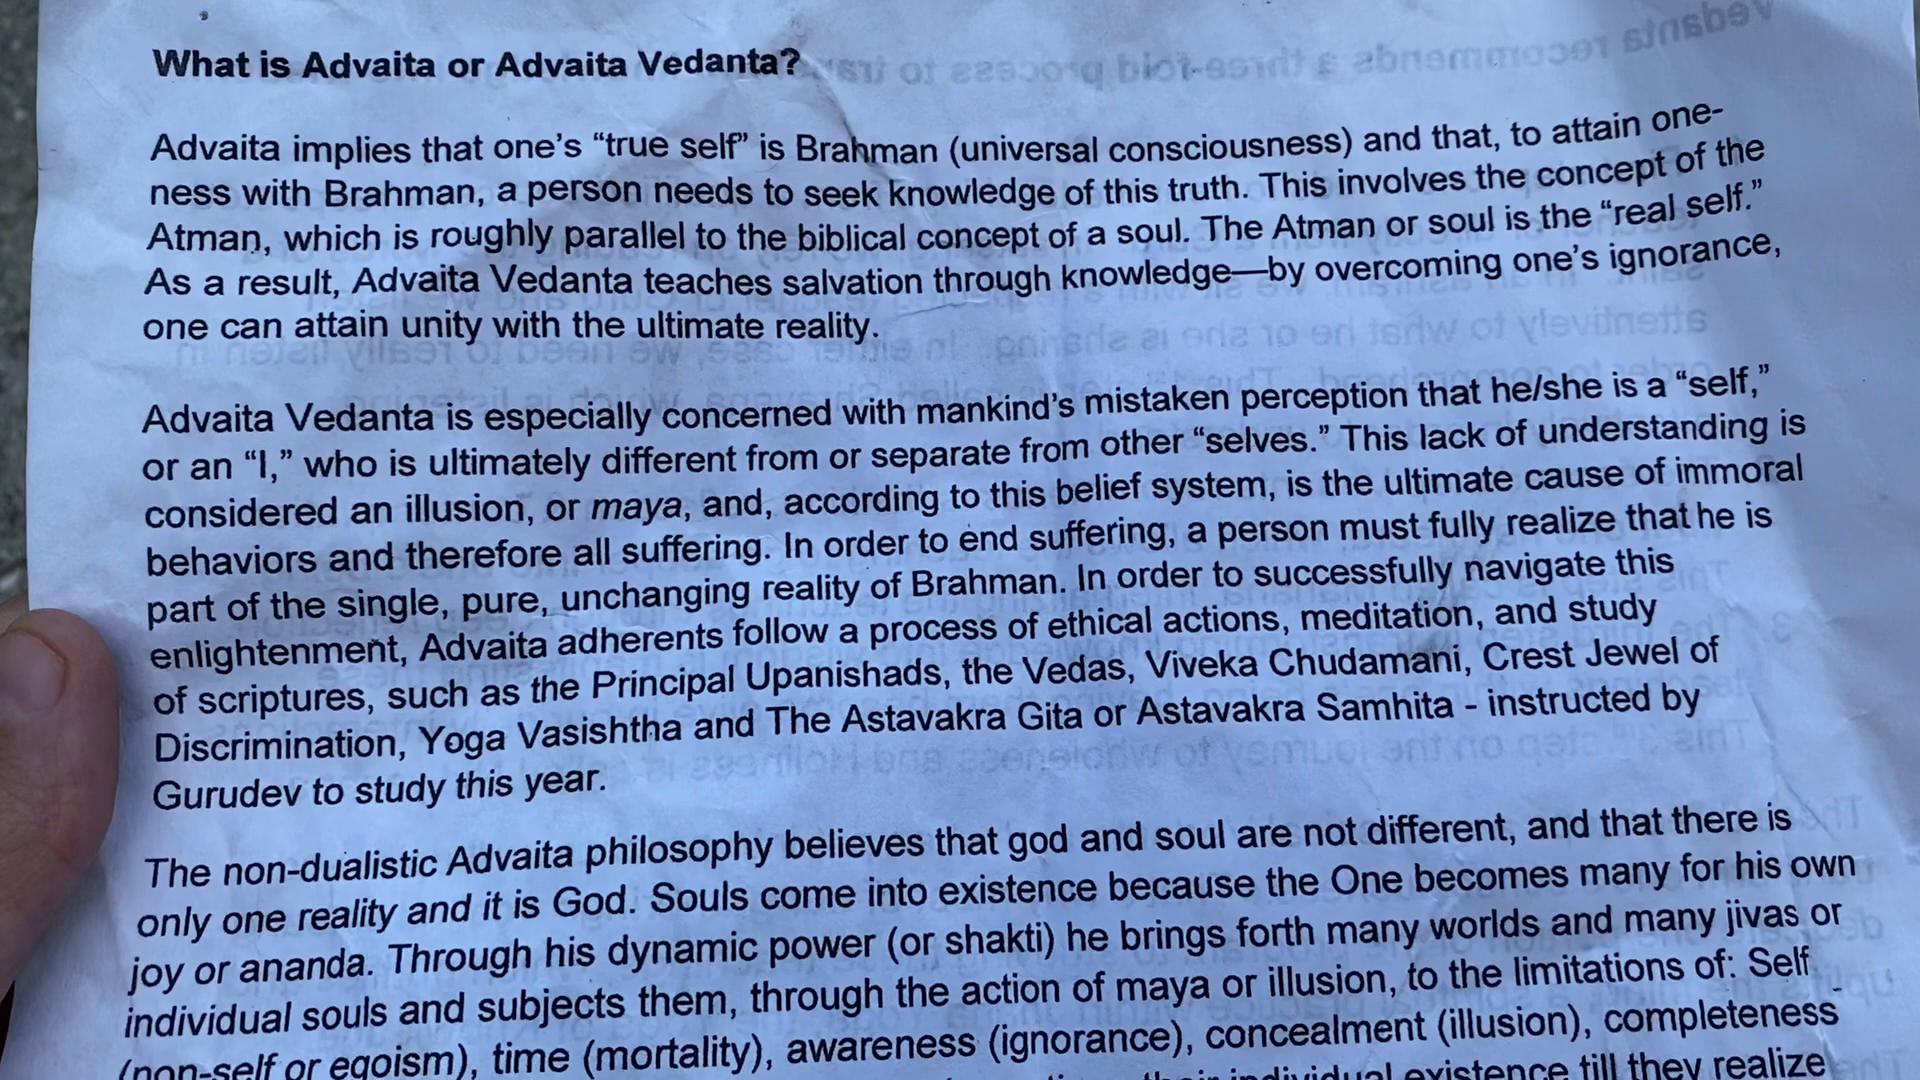 What is Advaita or Advaita Vedanta?
Advaita implies that one's “true self” is Brahman (universal consciousness) and that, to attain one-
ness with Brahman, a person needs to seek knowledge of this truth. This involves the concept of the
Atman, which is roughly parallel to the biblical concept of a soul. The Atman or soul is the “real self.”
As a result, Advaita Vedanta teaches salvation through knowledge—by overcoming one's ignorance,
one can attain unity with the ultimate reality.
Advaita Vedanta is especially concerned with mankind's mistaken perception that he/she is a “self,”
or an “I,” who is ultimately different from or separate from other “selves.” This lack of understanding is
considered an illusion, or maya, and, according to this belief system, is the ultimate cause of immoral
behaviors and therefore all suffering. In order to end suffering, a person must fully realize that he is
part of the single, pure, unchanging reality of Brahman. In order to successfully navigate this
enlightenment, Advaita adherents follow a process of ethical actions, meditation, and study
of scriptures, such as the Principal Upanishads, the Vedas, Viveka Chudamani, Crest Jewel of
Discrimination, Yoga Vasishtha and The Astavakra Gita or Astavakra Samhita - instructed by
Gurudev to study this year.
The non-dualistic Advaita philosophy believes that god and soul are not different, and that there is
only one reality and it is God. Souls come into existence because the One becomes many for his own
joy or ananda. Through his dynamic power (or shakti) he brings forth many worlds and many jivas or
individual souls and subjects them, through the action of maya or illusion, to the limitations of: Self
(non-self or egoism), time (mortality), awareness (ignorance), concealment (illusion), completeness
their individual existence till they realize